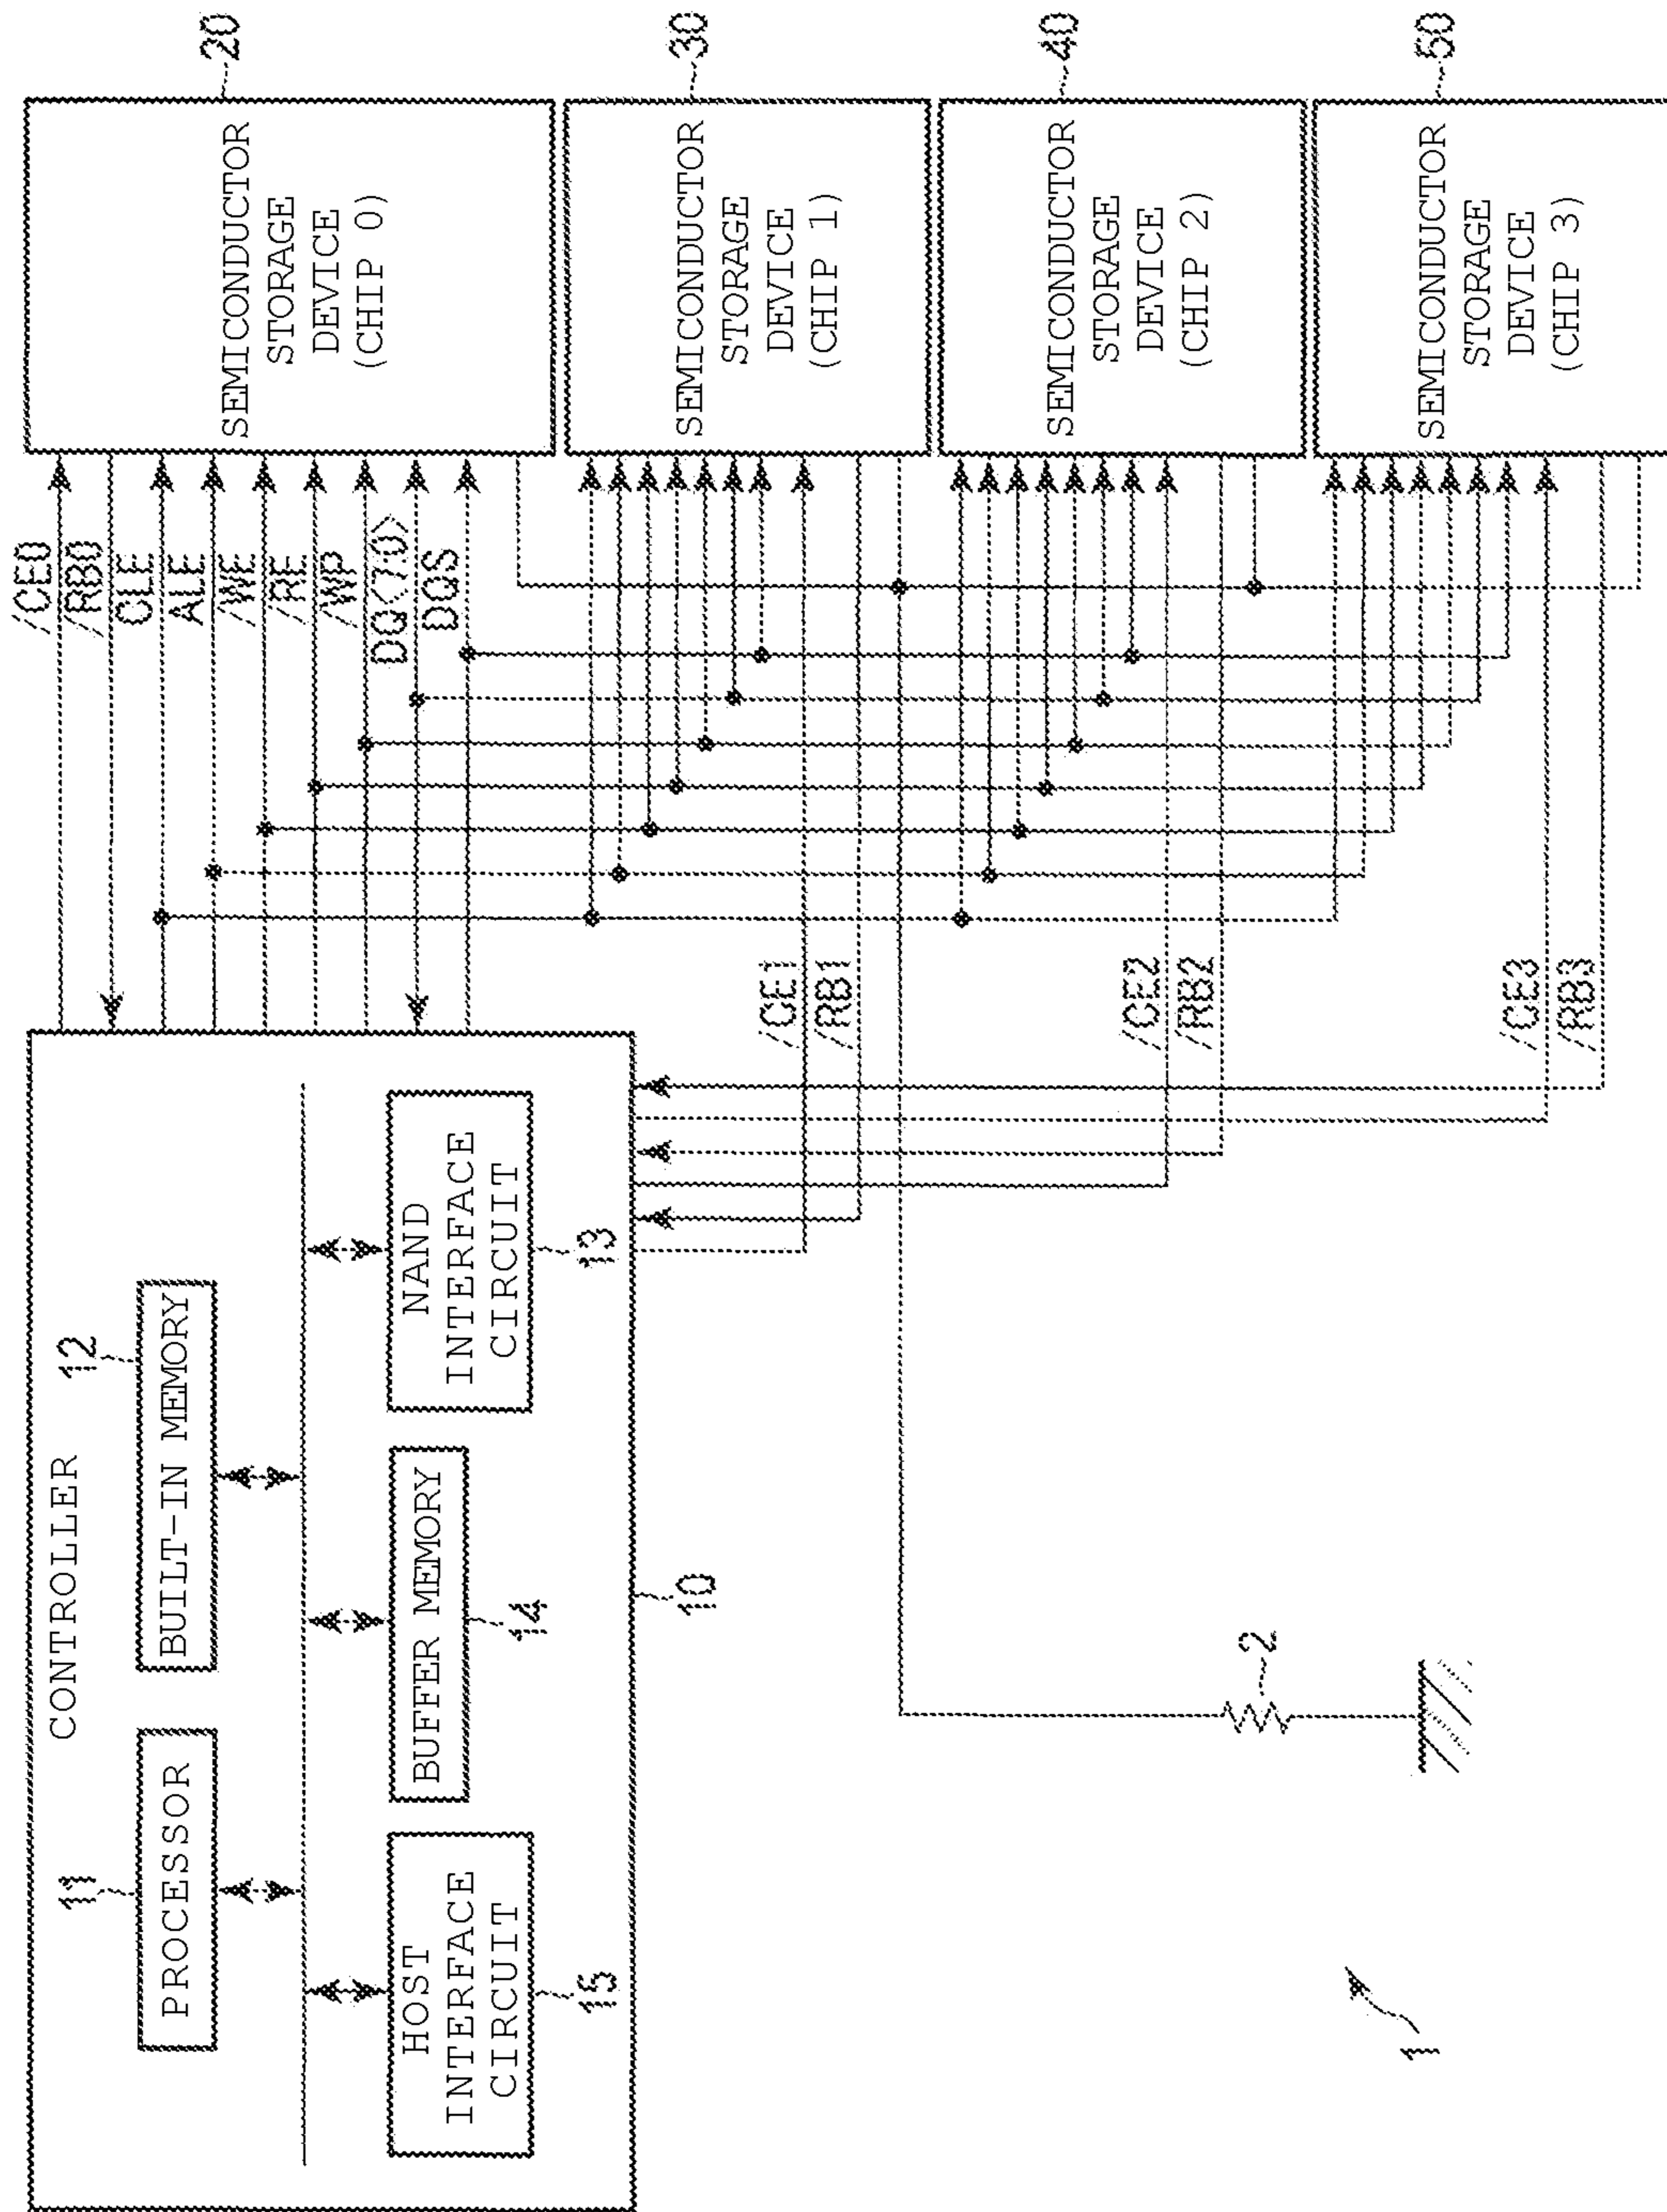 CONTROLLER
11
PROCESSOR
12
BUILT-IN MEMORY
HOST
INTERFACE
CIRCUIT
15
BUFFER MEMORY
14
NAND
INTERFACE
CIRCUIT
13
10
/CE0
/RB0
CLE
ALE
/WE
/RE
/WP
DQ<7:0>
DQS
SEMICONDUCTOR
STORAGE
DEVICE
(CHIP 0)
20
/CE1
/RB1
SEMICONDUCTOR
STORAGE
DEVICE
(CHIP 1)
30
/CE2
/RB2
SEMICONDUCTOR
STORAGE
DEVICE
(CHIP 2)
40
/CE3
/RB3
SEMICONDUCTOR
STORAGE
DEVICE
(CHIP 3)
50
2
1